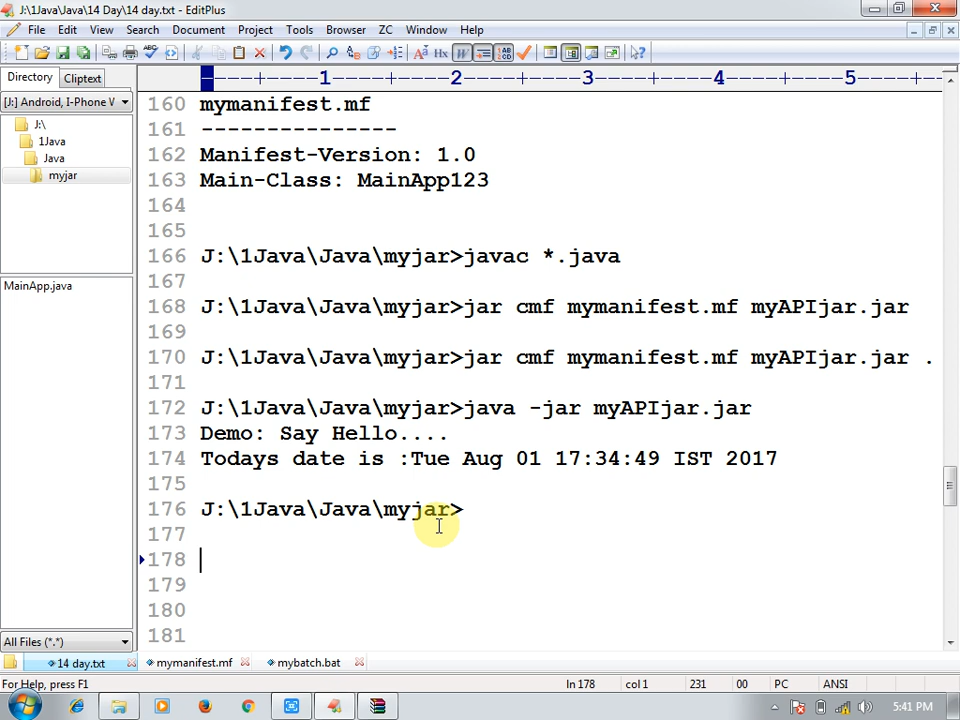 J:\1Java\Java\14 Day\14 day.txt - EditPlus
File Edit View Search Document Project Tools Browser ZC Window Help
Directory Cliptext
[J:] Android, I-Phone V
J:\
1Java
Java
myjar
MainApp.java
All Files (*.*)
----+----1----+----2----+----3----+----4----+----5----+--
160 mymanifest.mf
161 ---------------
162 Manifest-Version: 1.0
163 Main-Class: MainApp123
164
165
166 J:\1Java\Java\myjar>javac *.java
167
168 J:\1Java\Java\myjar>jar cmf mymanifest.mf myAPIjar.jar
169
170 J:\1Java\Java\myjar>jar cmf mymanifest.mf myAPIjar.jar .
171
172 J:\1Java\Java\myjar>java -jar myAPIjar.jar
173 Demo: Say Hello....
174 Todays date is :Tue Aug 01 17:34:49 IST 2017
175
176 J:\1Java\Java\myjar>
177
178
179
180
181
14 day.txt mymanifest.mf mybatch.bat
For Help, press F1 ln 178 col 1 231 00 PC ANSI
5:41 PM